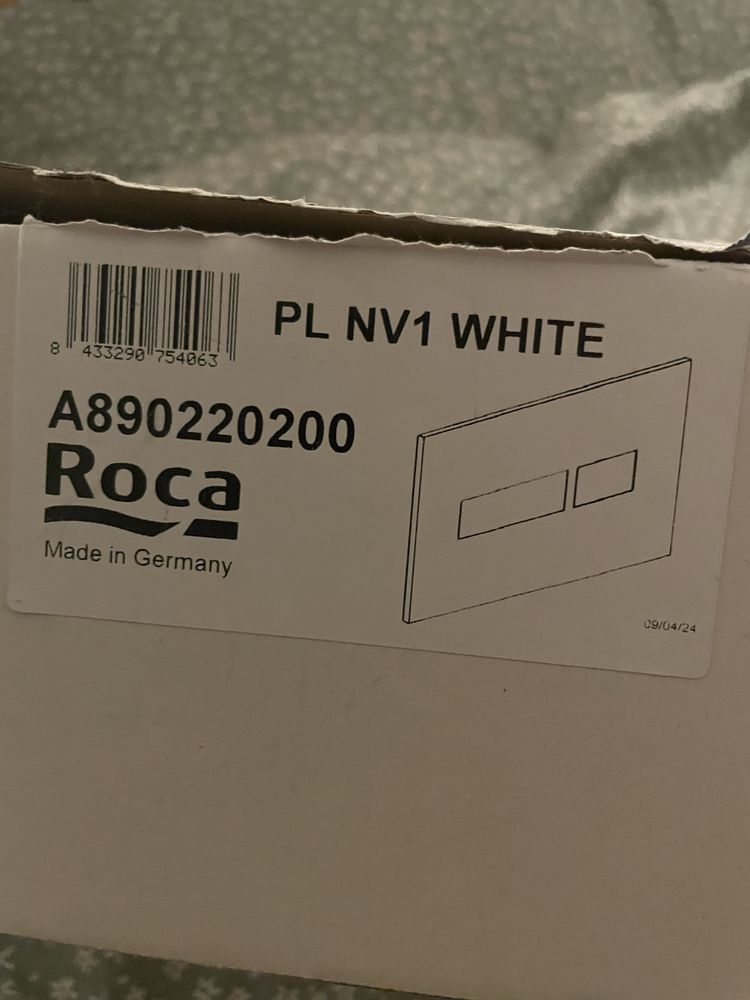 PL NV1 WHITE
8 433290 754063
A890220200
Roca
Made in Germany
09/04/24